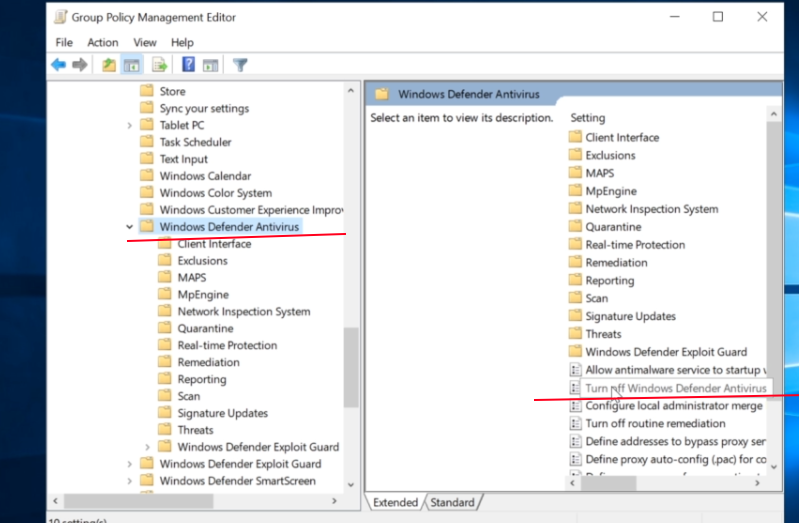 Group Policy Management Editor
File Action View Help
Store
Sync your settings
Tablet PC
Task Scheduler
Text Input
Windows Calendar
Windows Color System
Windows Customer Experience Improv
Windows Defender Antivirus
Client Interface
Exclusions
MAPS
MpEngine
Network Inspection System
Quarantine
Real-time Protection
Remediation
Reporting
Scan
Signature Updates
Threats
Windows Defender Exploit Guard
Windows Defender Exploit Guard
Windows Defender SmartScreen
Windows Defender Antivirus
Select an item to view its description.
Setting
Client Interface
Exclusions
MAPS
MpEngine
Network Inspection System
Quarantine
Real-time Protection
Remediation
Reporting
Scan
Signature Updates
Threats
Windows Defender Exploit Guard
Allow antimalware service to startup w
Turn off Windows Defender Antivirus
Configure local administrator merge
Turn off routine remediation
Define addresses to bypass proxy ser
Define proxy auto-config (.pac) for co
Extended Standard
10 setting(s)